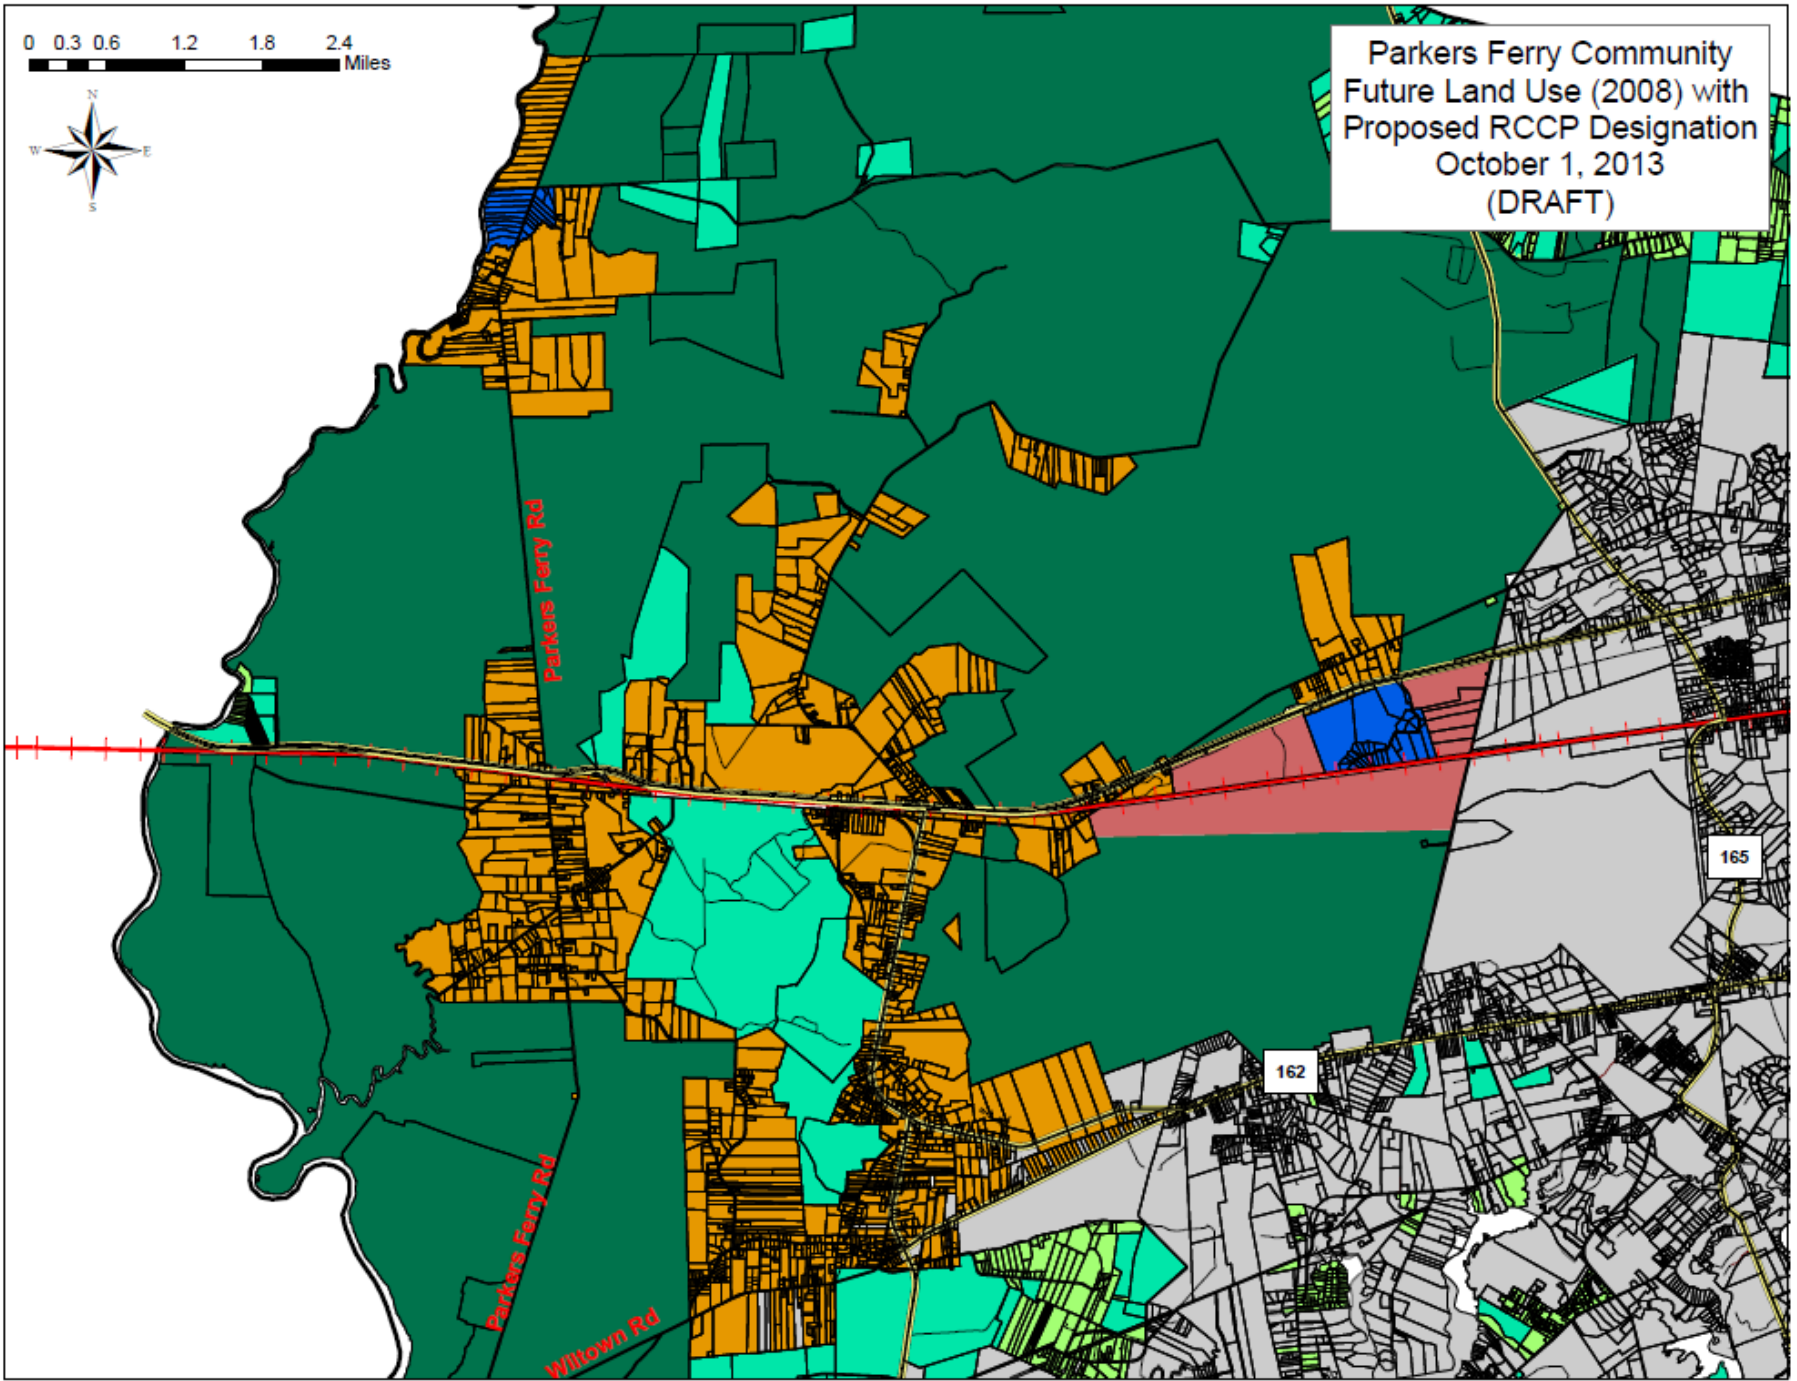 0 0.3 0.6 1.2 1.8 2.4
Miles
N
W E
S
Parkers Ferry Community
Future Land Use (2008) with
Proposed RCCP Designation
October 1, 2013
(DRAFT)
Parkers Ferry Rd
165
162
Parkers Ferry Rd
Wiltown Rd